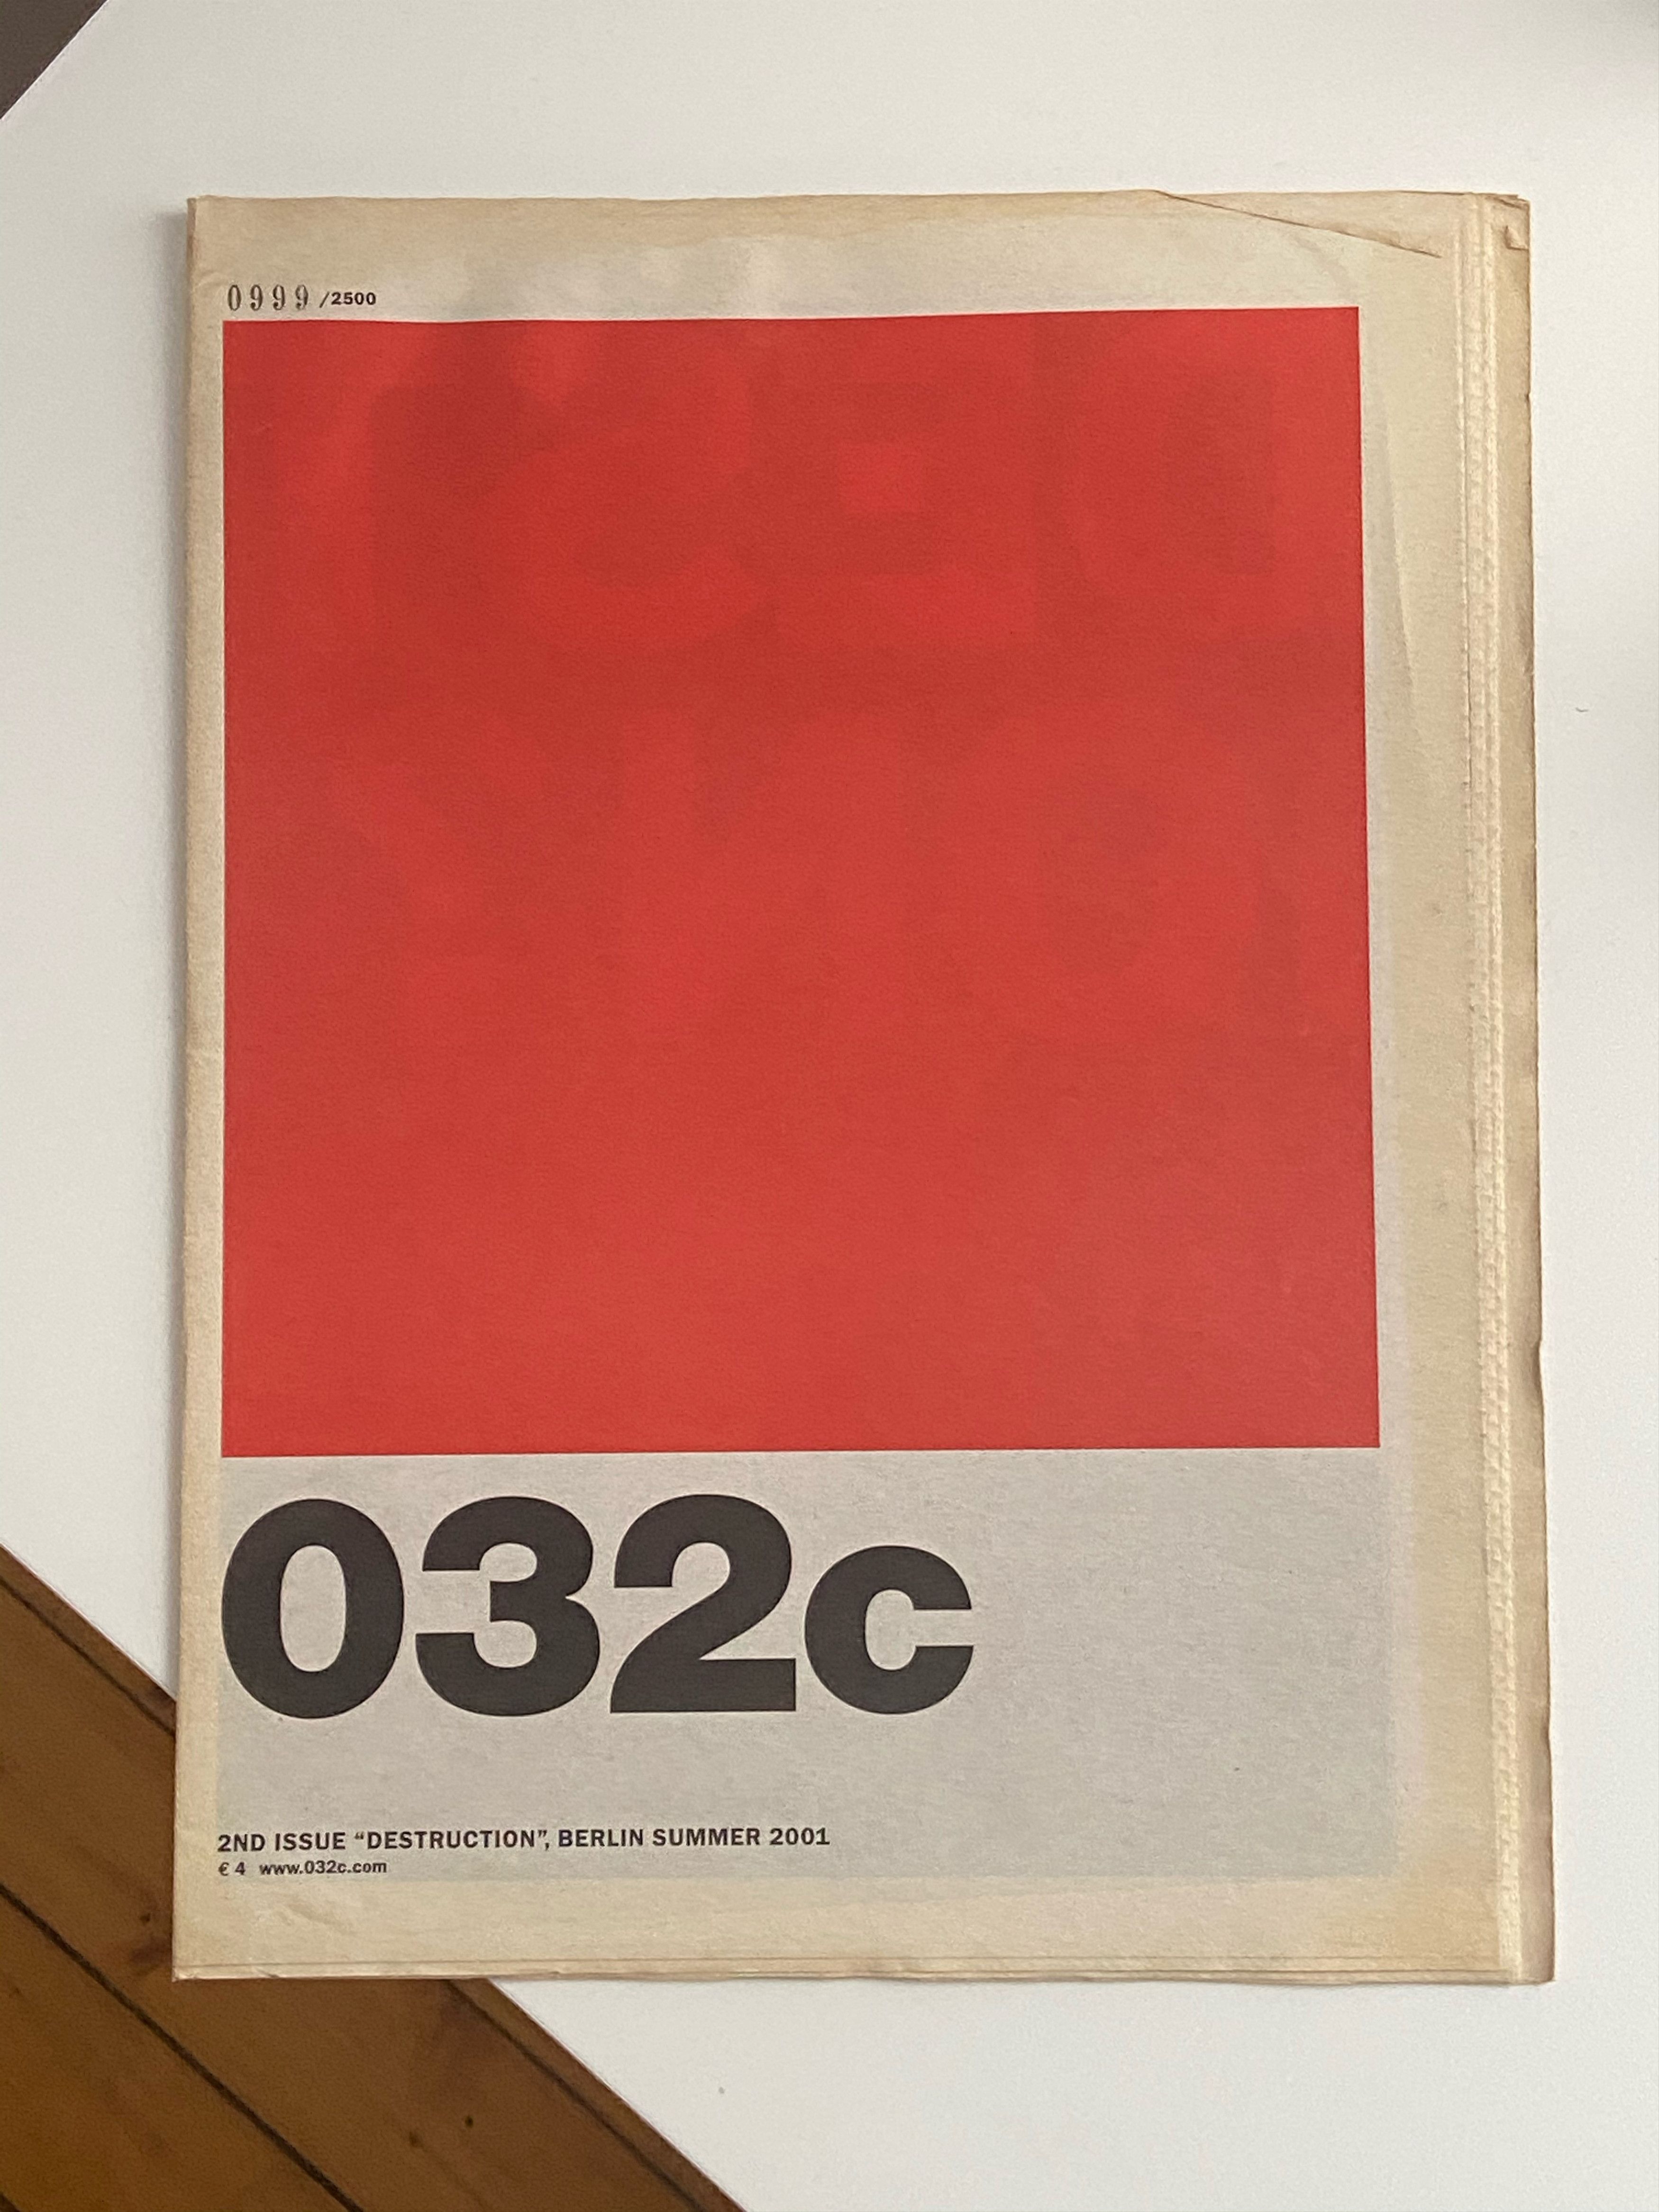 0999 /2500
032c
2ND ISSUE “DESTRUCTION”, BERLIN SUMMER 2001
€ 4 www.032c.com